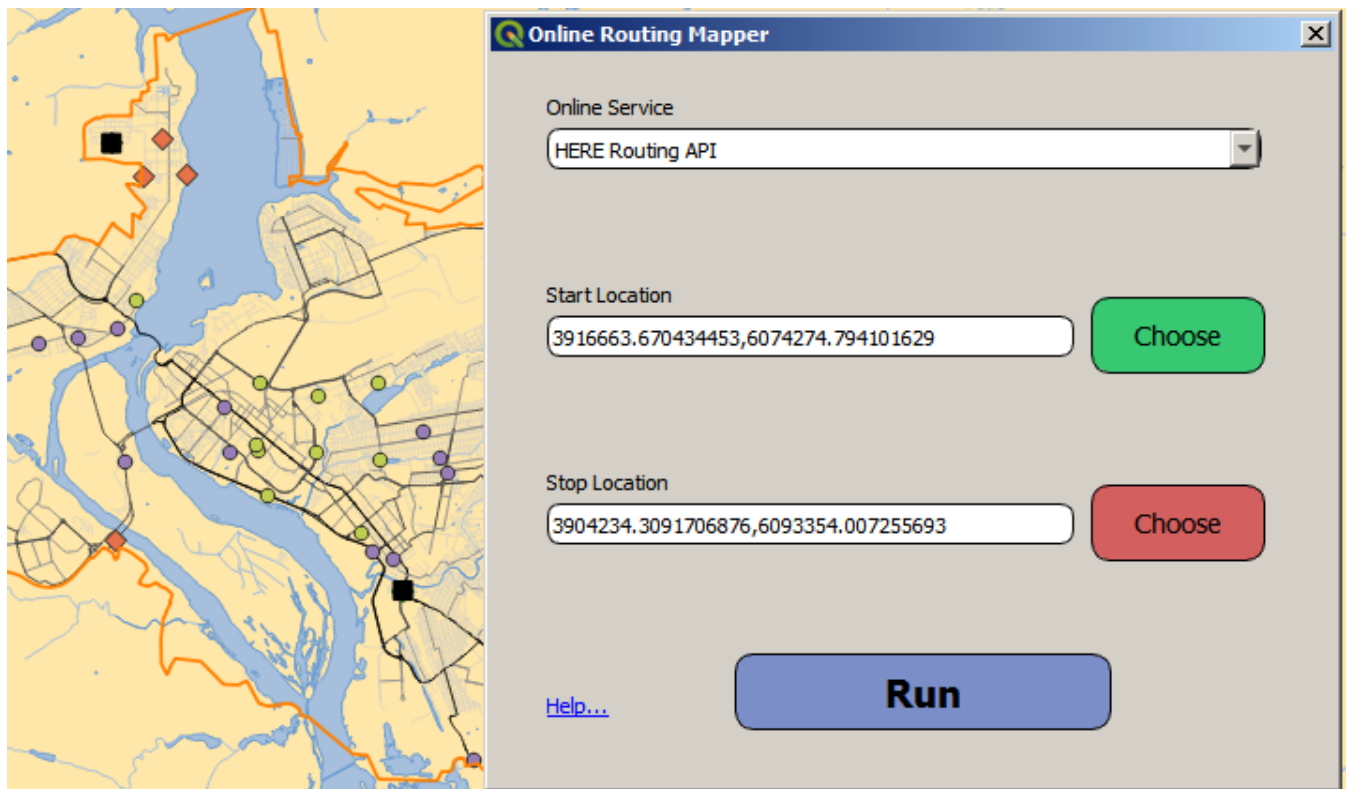 Online Routing Mapper
Online Service
HERE Routing API
Start Location
3916663.670434453,6074274.794101629
Choose
Stop Location
3904234.3091706876,6093354.007255693
Choose
Help...
Run